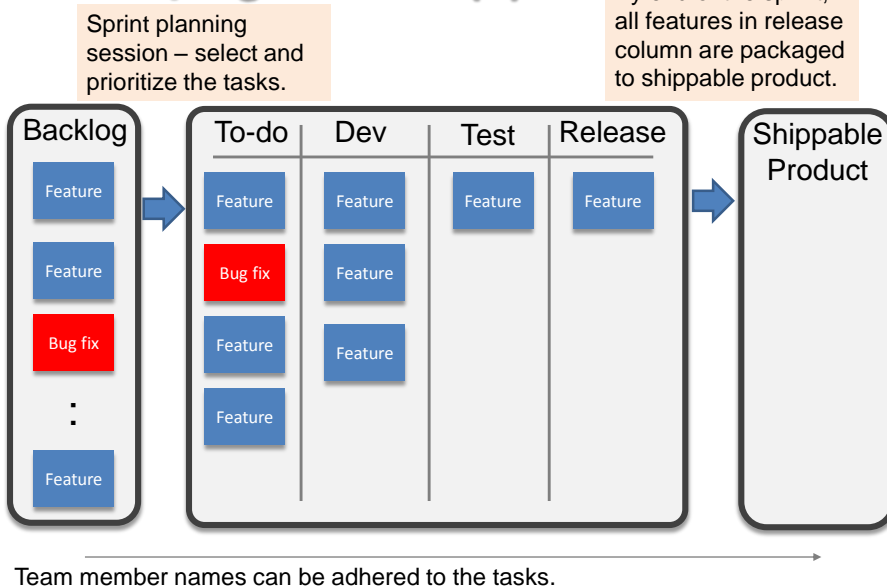 Sprint planning
session – select and
prioritize the tasks.
all features in release
column are packaged
to shippable product.
Backlog
Feature
Feature
Bug fix
:
Feature
To-do
Dev
Test
Release
Feature
Feature
Feature
Feature
Bug fix
Feature
Feature
Feature
Feature
Shippable
Product
Team member names can be adhered to the tasks.